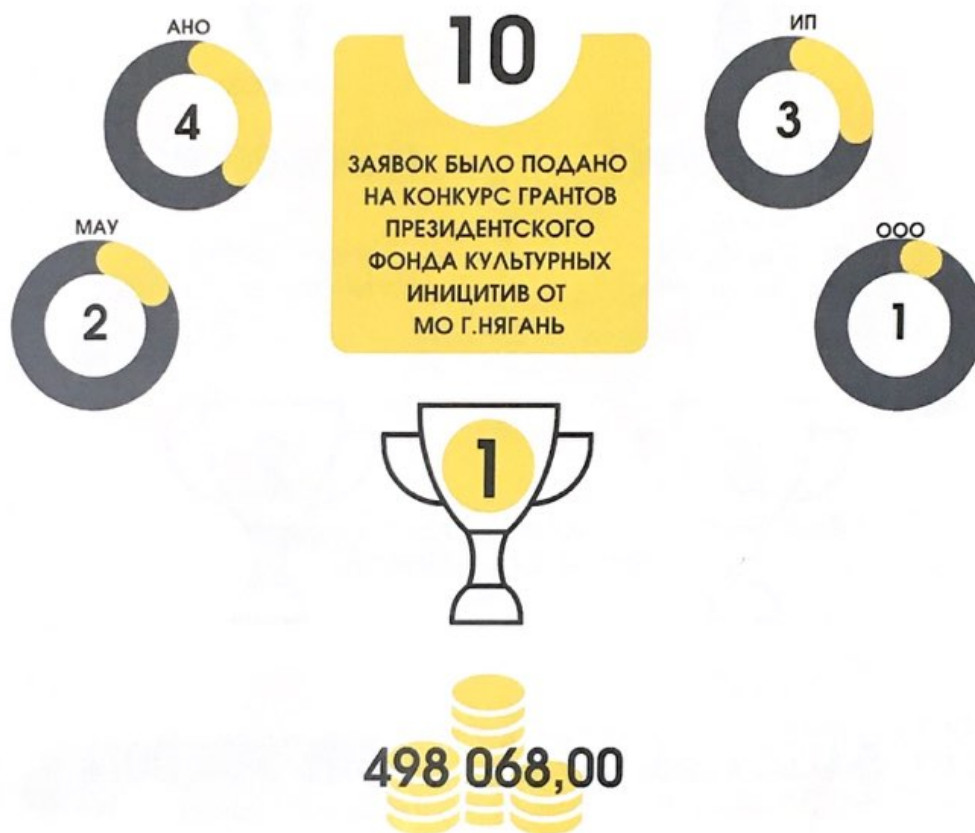 АНО
4
МАУ
2
10
ЗАЯВОК БЫЛО ПОДАНО
НА КОНКУРС ГРАНТОВ
ПРЕЗИДЕНТСКОГО
ФОНДА КУЛЬТУРНЫХ
ИНИЦИТИВ ОТ
МО Г.НЯГАНЬ
ИП
3
ООО
1
1
498 068,00